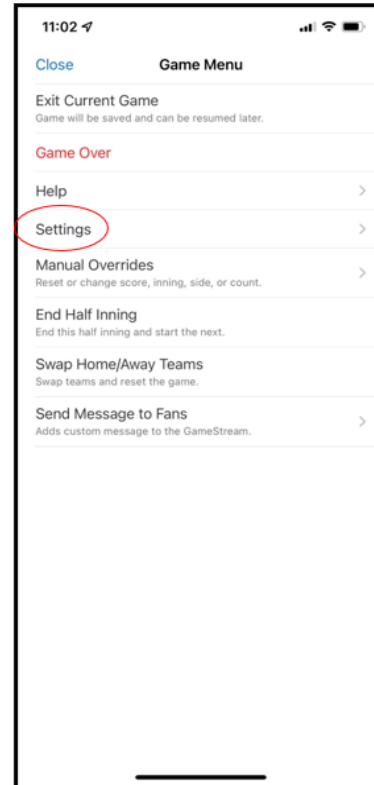 11:02
Close Game Menu
Exit Current Game
Game will be saved and can be resumed later.
Game Over
Help
Settings
Manual Overrides
Reset or change score, inning, side, or count.
End Half Inning
End this half inning and start the next.
Swap Home/Away Teams
Swap teams and reset the game.
Send Message to Fans
Adds custom message to the GameStream.